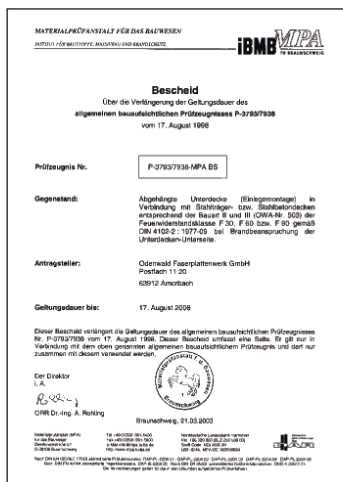 MATERIALPRÜFANSTALT FÜR DAS BAUWESEN
INSTITUT FÜR BAUSTOFFE, MASSIVBAU UND BRANDSCHUTZ
iBMB MPA
TU BRAUNSCHWEIG
Bescheid
Über die Verlängerung der Geltungsdauer des
allgemeinen bauaufsichtlichen Prüfzeugnisses P-3793/7938
vom 17. August 1998
Prüfzeugnis Nr. P-3793/7938-MPA BS
Gegenstand: Abgehängte Unterdecke (Einlegemontage) in
Verbindung mit Stahlträger- bzw. Stahlbetondecken
entsprechend der Bauart II und III (OWA-Nr. 503) der
Feuerwiderstandsklasse F 30, F 60 bzw. F 90 gemäß
DIN 4102-2 : 1977-09 bei Brandbeanspruchung der
Unterdecken-Unterseite.
Antragsteller: Odenwald Faserplattenwerk GmbH
Postfach 11 20
63912 Amorbach
Geltungsdauer bis: 17. August 2008
Dieser Bescheid verlängert die Geltungsdauer des allgemeinen bauaufsichtlichen Prüfzeugnisses
Nr. P-3793/7938 vom 17. August 1998. Dieser Bescheid umfasst eine Seite. Er gilt nur in
Verbindung mit dem oben genannten allgemeinen bauaufsichtlichen Prüfzeugnis und darf nur
zusammen mit diesem verwendet werden.
Der Direktor
i. A.
ORR Dr.-Ing. A. Rohling
Braunschweig, 21.03.2003